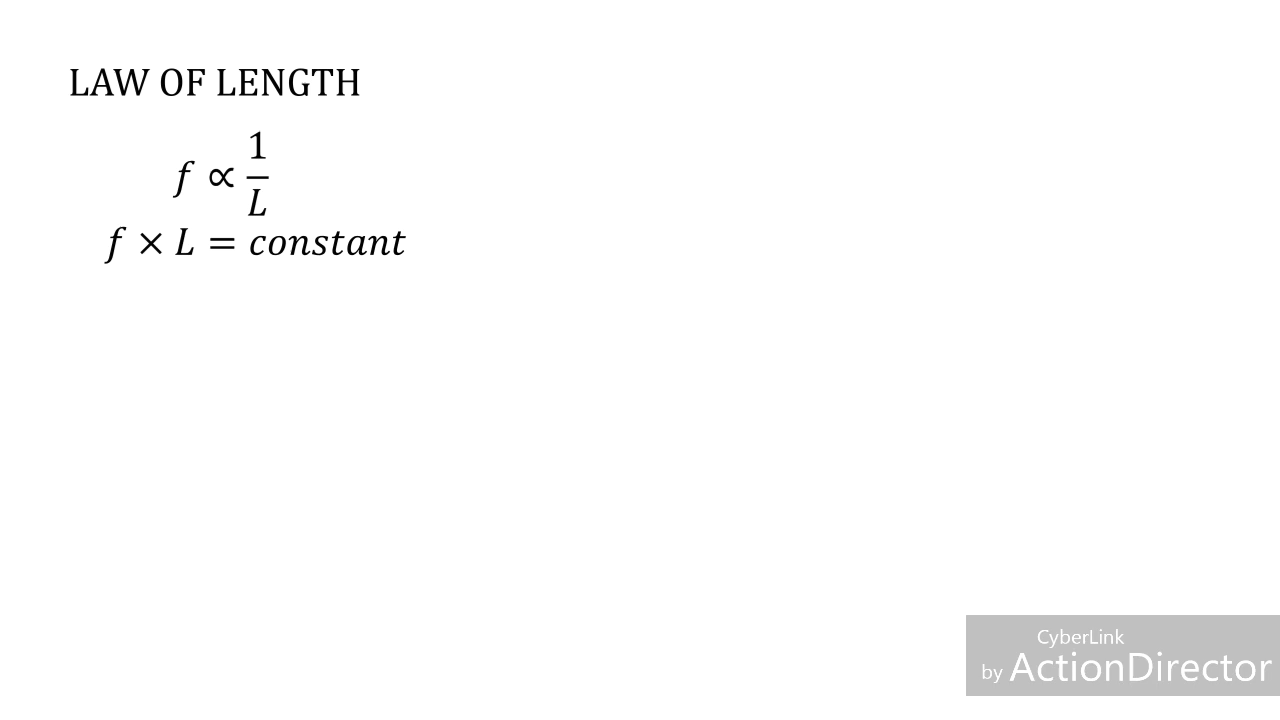 LAW OF LENGTH
f ∝ 1/L
f × L = constant
CyberLink
by ActionDirector